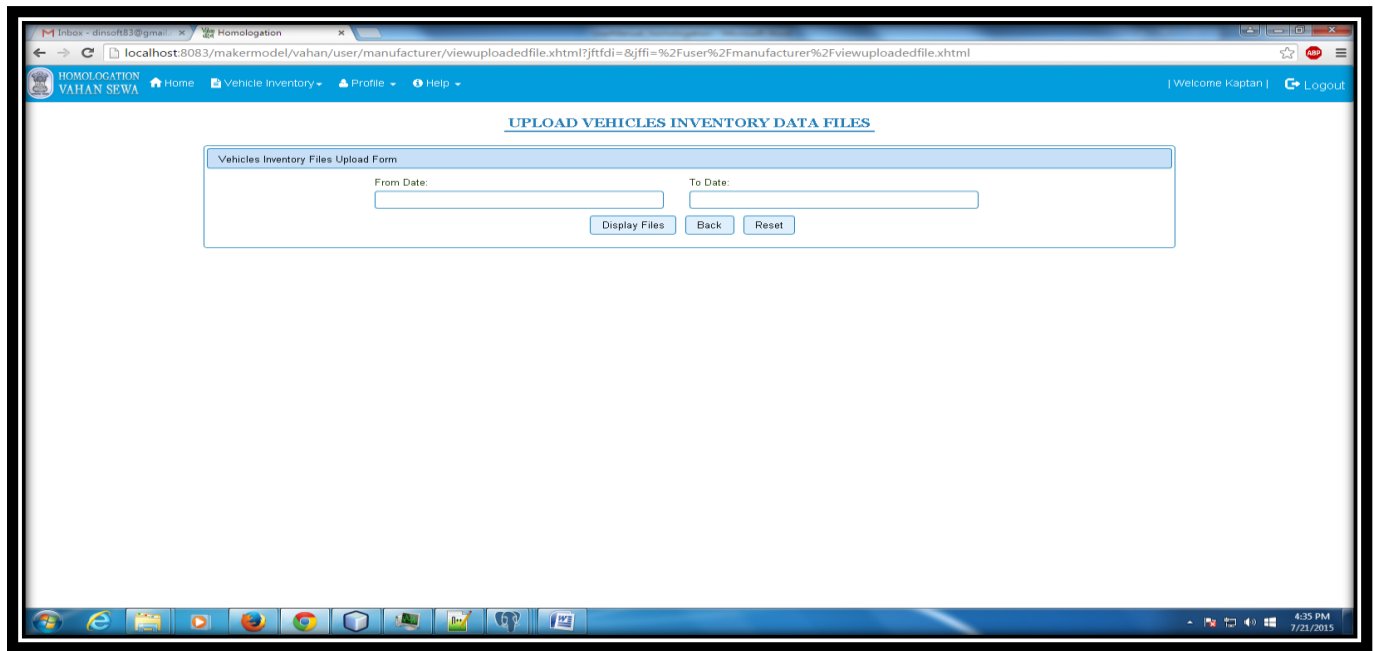 Inbox - dinsoft83@gmail. Homologation
localhost:8083/makermodel/vahan/user/manufacturer/viewuploadedfile.xhtml?jftfdi=&jffi=%2Fuser%2Fmanufacturer%2Fviewuploadedfile.xhtml ABP
HOMOLOGATION
VAHAN SEWA
Home Vehicle Inventory Profile Help | Welcome Kaptan | Logout
UPLOAD VEHICLES INVENTORY DATA FILES
Vehicles Inventory Files Upload Form
From Date: To Date:
Display Files Back Reset
4:35 PM
7/21/2015